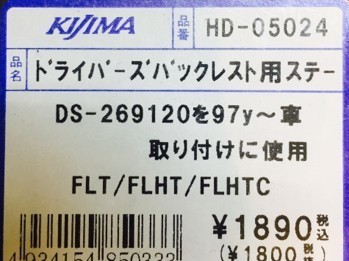 KIJIMA 品番 HD-05024
品名 ドライバーズバックレスト用ステー
DS-269120を97y～車
取り付けに使用
FLT/FLHT/FLHTC
¥1890税込
(¥1800税
4934154850333